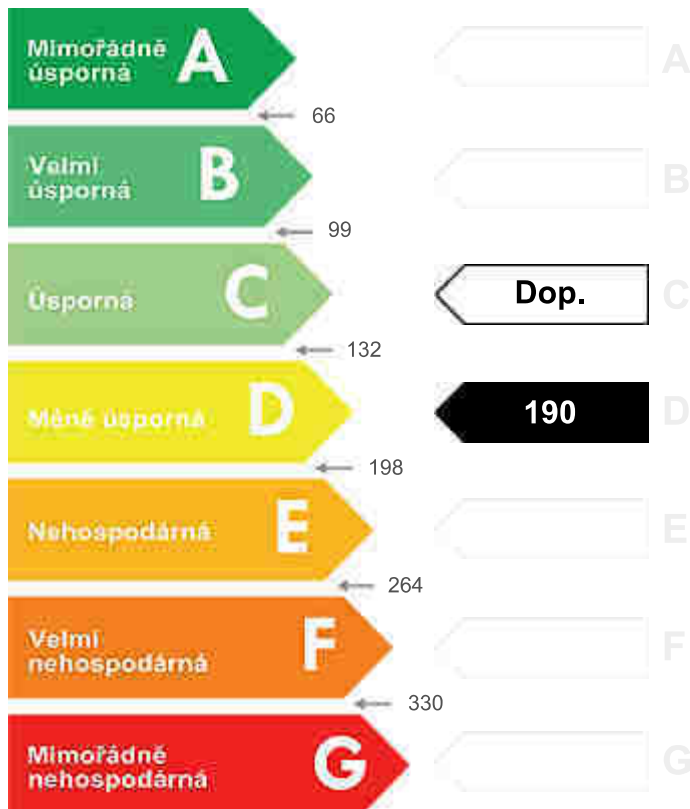 Mimořádně
úsporná
A
A
66
Velmi
úsporná
B
B
99
Úsporná
C
Dop.
C
132
Méně úsporná
D
190
D
198
Nehospodárná
E
E
264
Velmi
nehospodárná
F
F
330
Mimořádně
nehospodárná
G
G